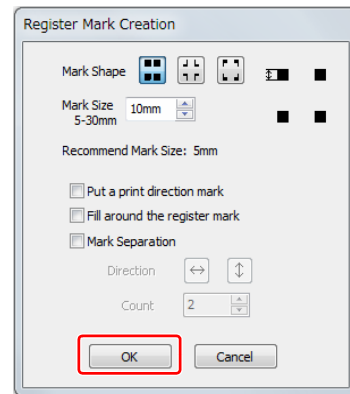 Register Mark Creation
Mark Shape
Mark Size 10mm
5-30mm
Recommend Mark Size: 5mm
Put a print direction mark
Fill around the register mark
Mark Separation
Direction
Count 2
OK Cancel